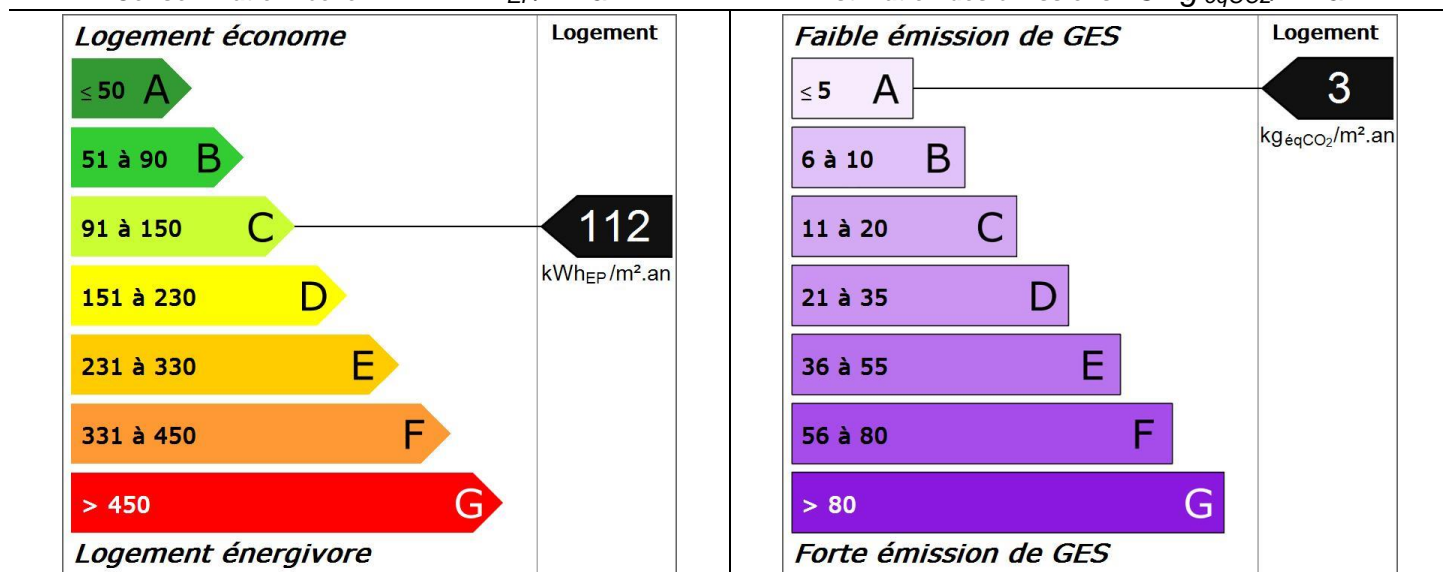 Logement économe Logement
≤ 50 A
51 à 90 B
91 à 150 C
112
kWhEP/m².an
151 à 230 D
231 à 330 E
331 à 450 F
> 450 G
Logement énergivore
Faible émission de GES Logement
≤ 5 A
3
kgéqCO2/m².an
6 à 10 B
11 à 20 C
21 à 35 D
36 à 55 E
56 à 80 F
> 80 G
Forte émission de GES